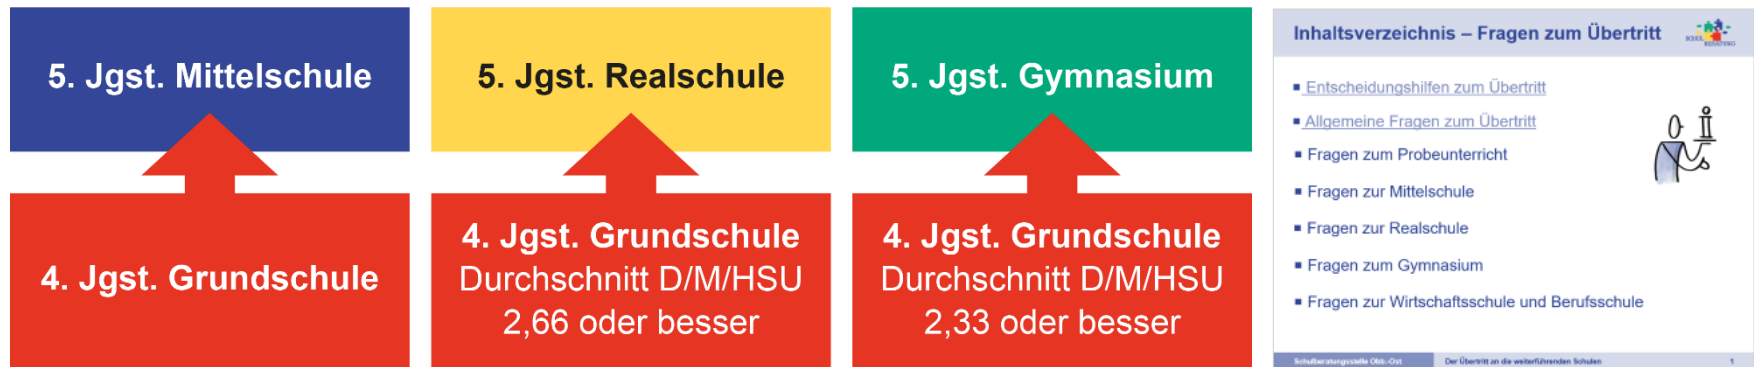 5. Jgst. Mittelschule
4. Jgst. Grundschule
5. Jgst. Realschule
4. Jgst. Grundschule
Durchschnitt D/M/HSU
2,66 oder besser
5. Jgst. Gymnasium
4. Jgst. Grundschule
Durchschnitt D/M/HSU
2,33 oder besser
Inhaltsverzeichnis – Fragen zum Übertritt
SCHUL
BERATUNG
▪ Entscheidungshilfen zum Übertritt
▪ Allgemeine Fragen zum Übertritt
▪ Fragen zum Probeunterricht
▪ Fragen zur Mittelschule
▪ Fragen zur Realschule
▪ Fragen zum Gymnasium
▪ Fragen zur Wirtschaftsschule und Berufsschule
Schulberatungsstelle Obb.-Ost
Der Übertritt an die weiterführenden Schulen
1